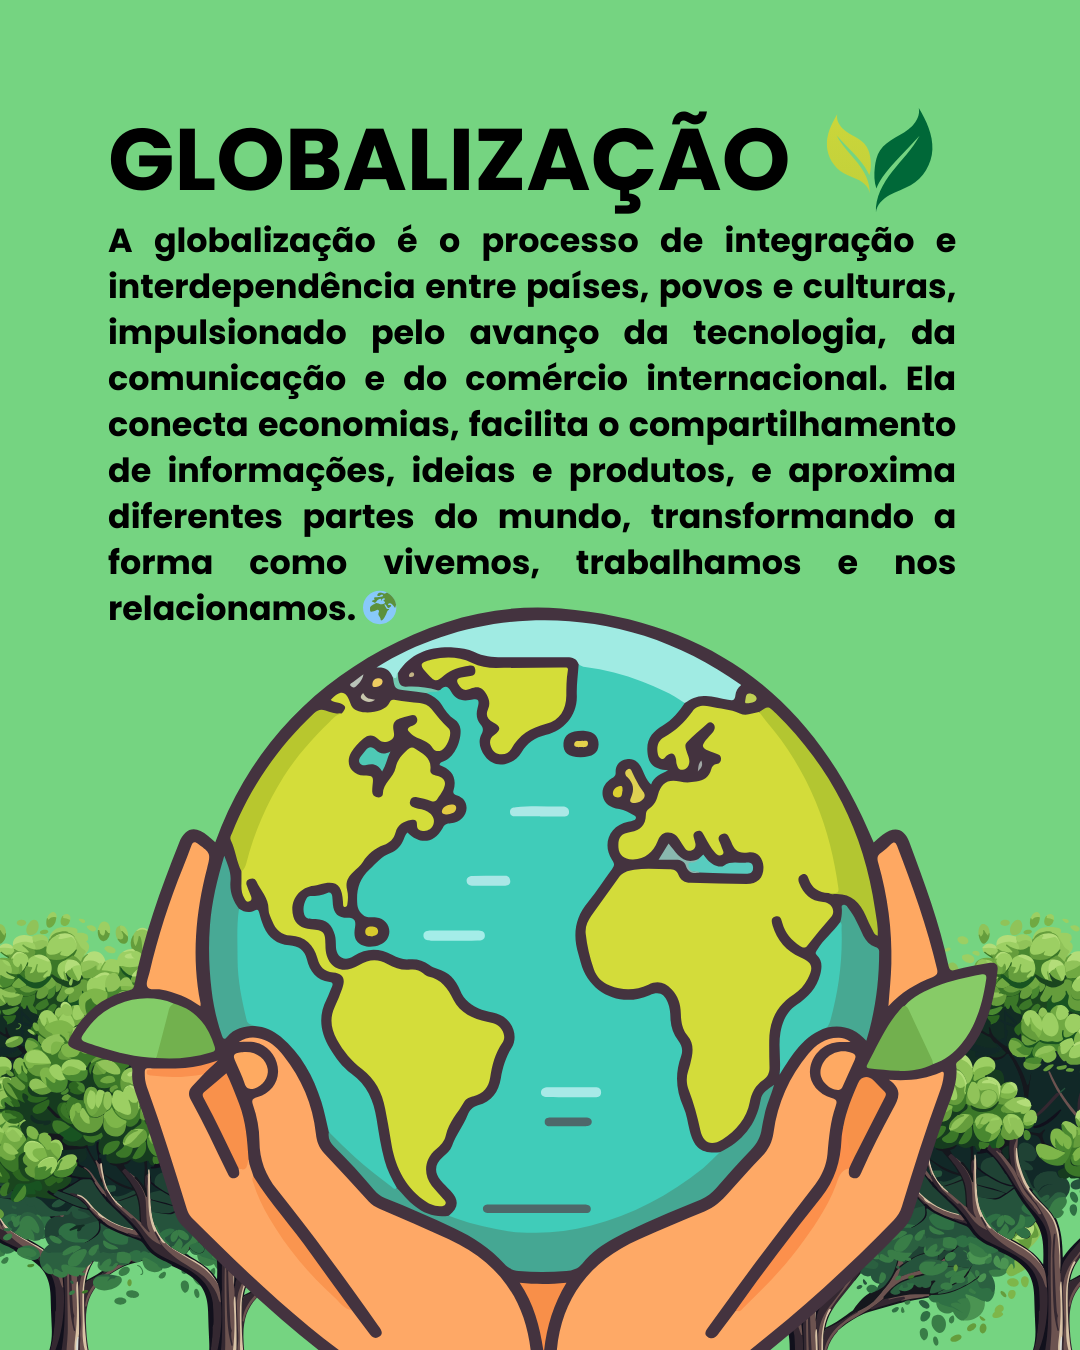 GLOBALIZAÇÃO
A globalização é o processo de integração e
interdependência entre países, povos e culturas,
impulsionado pelo avanço da tecnologia, da
comunicação e do comércio internacional. Ela
conecta economias, facilita o compartilhamento
de informações, ideias e produtos, e aproxima
diferentes partes do mundo, transformando a
forma como vivemos, trabalhamos e nos
relacionamos. 🌍